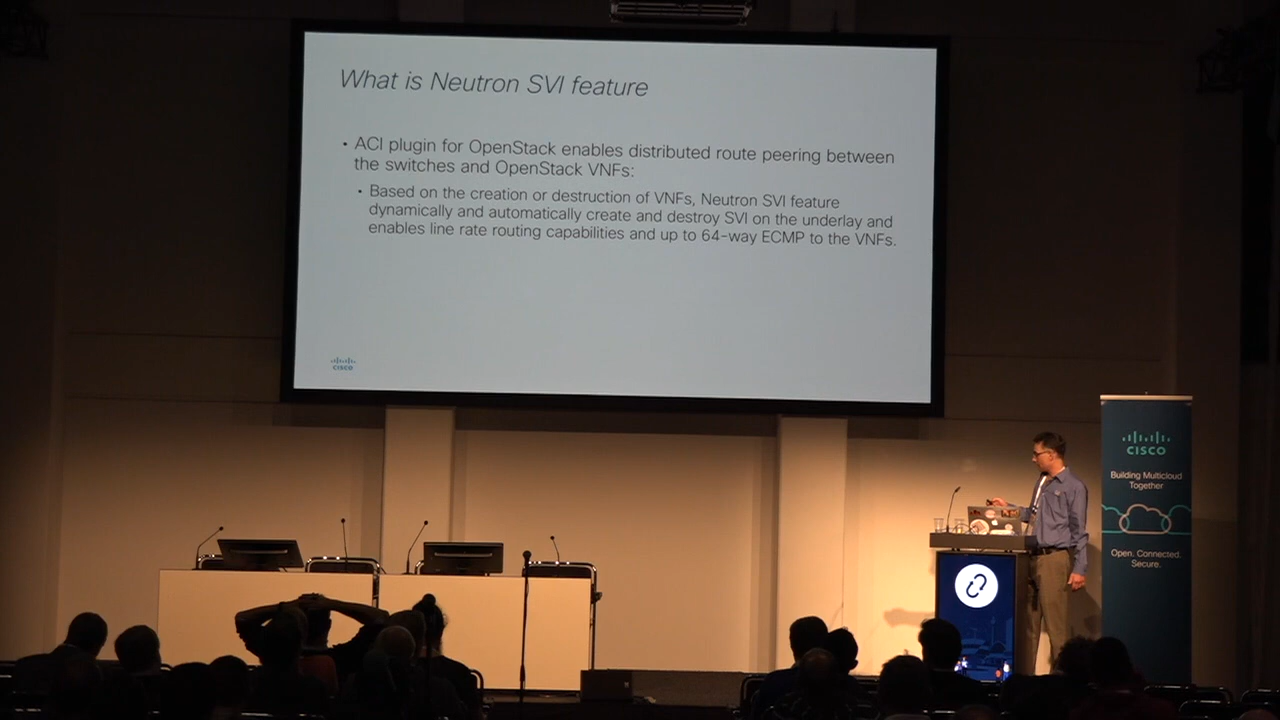 What is Neutron SVI feature
• ACI plugin for OpenStack enables distributed route peering between
the switches and OpenStack VNFs:
• Based on the creation or destruction of VNFs, Neutron SVI feature
dynamically and automatically create and destroy SVI on the underlay and
enables line rate routing capabilities and up to 64-way ECMP to the VNFs.
CISCO
CISCO
Building Multicloud
Together
Open. Connected.
Secure.